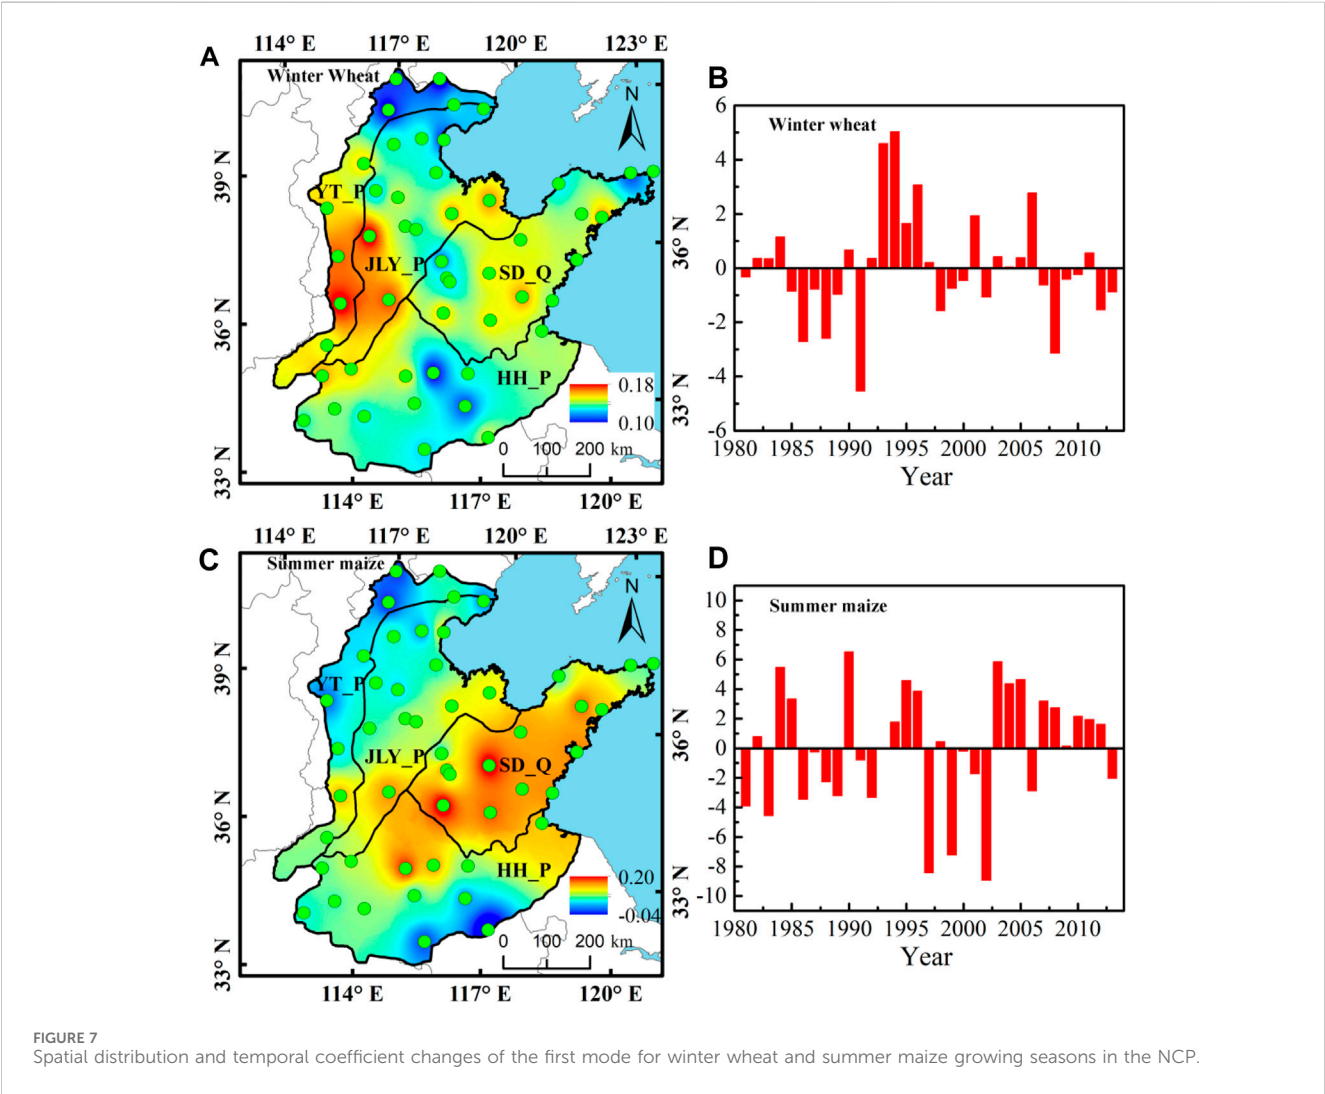 114° E 117° E 120° E 123° E
A
Winter Wheat
N
39° N
36° N
33° N
YT_P
JLY_P
SD_Q
HH_P
0.18
0.10
0 100 200 km
36° N
33° N
114° E 117° E 120° E
B
Winter wheat
6
4
2
0
-2
-4
-6
1980 1985 1990 1995 2000 2005 2010
Year
114° E 117° E 120° E 123° E
C
Summer maize
N
39° N
36° N
33° N
YT_P
JLY_P
SD_Q
HH_P
0.20
-0.04
0 100 200 km
36° N
33° N
114° E 117° E 120° E
D
Summer maize
10
8
6
4
2
0
-2
-4
-6
-8
-10
1980 1985 1990 1995 2000 2005 2010
Year
FIGURE 7
Spatial distribution and temporal coefficient changes of the first mode for winter wheat and summer maize growing seasons in the NCP.